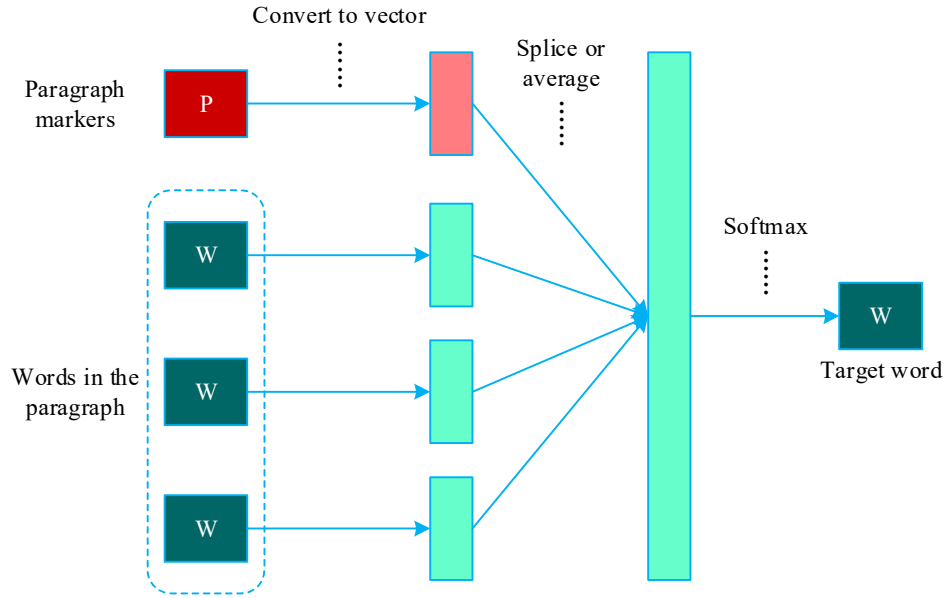 Convert to vector
Splice or
average
Paragraph
markers
P
W
Softmax
W
Words in the
paragraph
W
Target word
W